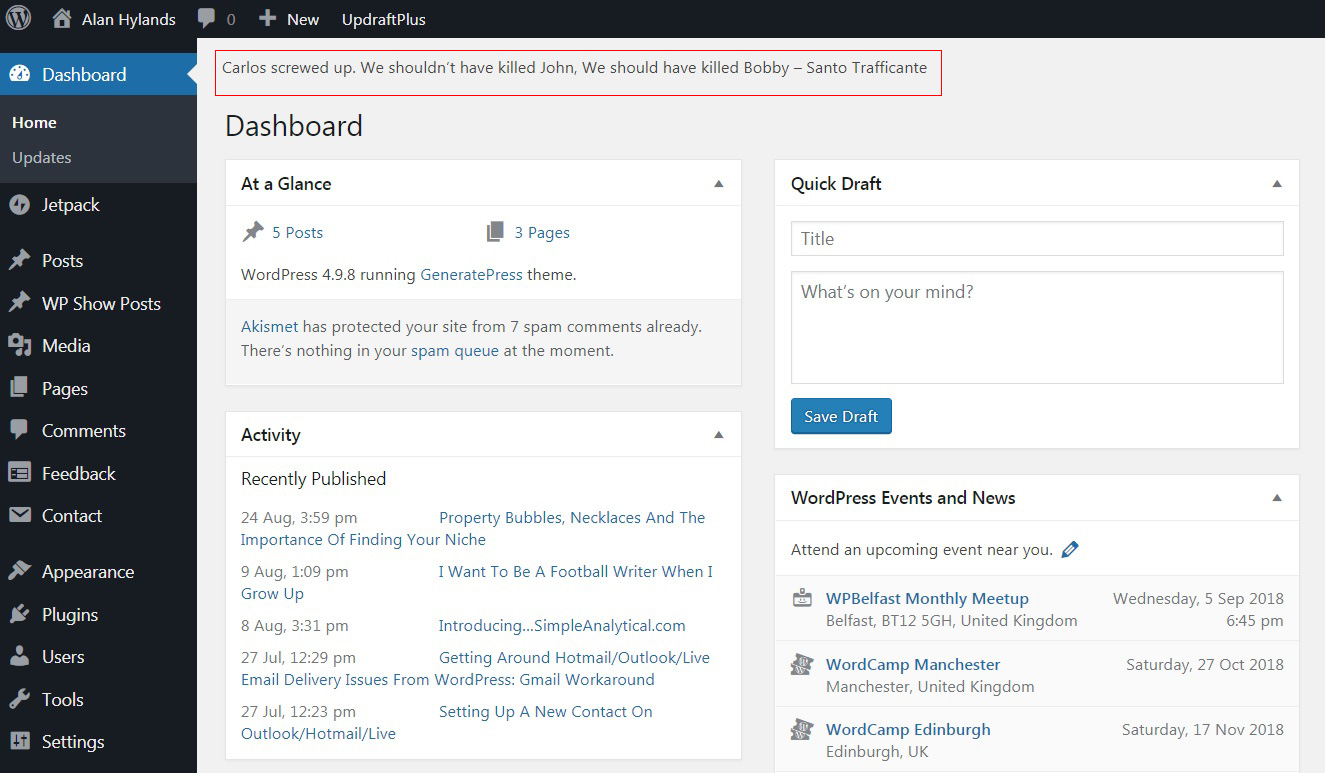 Alan Hylands 0 New UpdraftPlus
Dashboard
Home
Updates
Jetpack
Posts
WP Show Posts
Media
Pages
Comments
Feedback
Contact
Appearance
Plugins
Users
Tools
Settings
Carlos screwed up. We shouldn't have killed John, We should have killed Bobby – Santo Trafficante
Dashboard
At a Glance
5 Posts 3 Pages
WordPress 4.9.8 running GeneratePress theme.
Akismet has protected your site from 7 spam comments already.
There's nothing in your spam queue at the moment.
Activity
Recently Published
24 Aug, 3:59 pm Property Bubbles, Necklaces And The
Importance Of Finding Your Niche
9 Aug, 1:09 pm I Want To Be A Football Writer When I
Grow Up
8 Aug, 3:31 pm Introducing...SimpleAnalytical.com
27 Jul, 12:29 pm Getting Around Hotmail/Outlook/Live
Email Delivery Issues From WordPress: Gmail Workaround
27 Jul, 12:23 pm Setting Up A New Contact On
Outlook/Hotmail/Live
Quick Draft
Title
What's on your mind?
Save Draft
WordPress Events and News
Attend an upcoming event near you.
WPBelfast Monthly Meetup Wednesday, 5 Sep 2018
Belfast, BT12 5GH, United Kingdom 6:45 pm
WordCamp Manchester Saturday, 27 Oct 2018
Manchester, United Kingdom
WordCamp Edinburgh Saturday, 17 Nov 2018
Edinburgh, UK